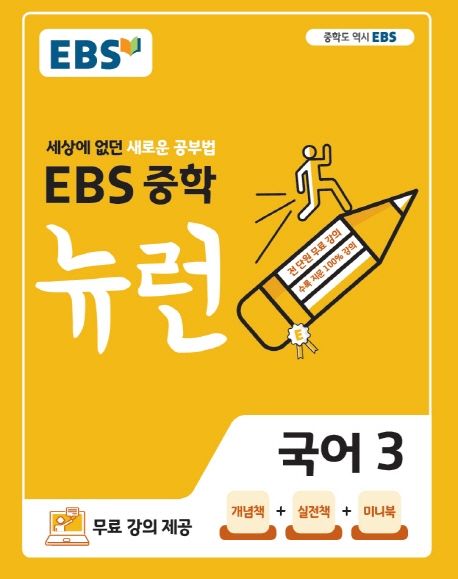 EBS
중학도 역시 EBS
세상에 없던 새로운 공부법
EBS 중학
뉴런
전 단원 무료 강의
수록 지문 100% 강의
E
국어 3
무료 강의 제공
개념책 + 실전책 + 미니북